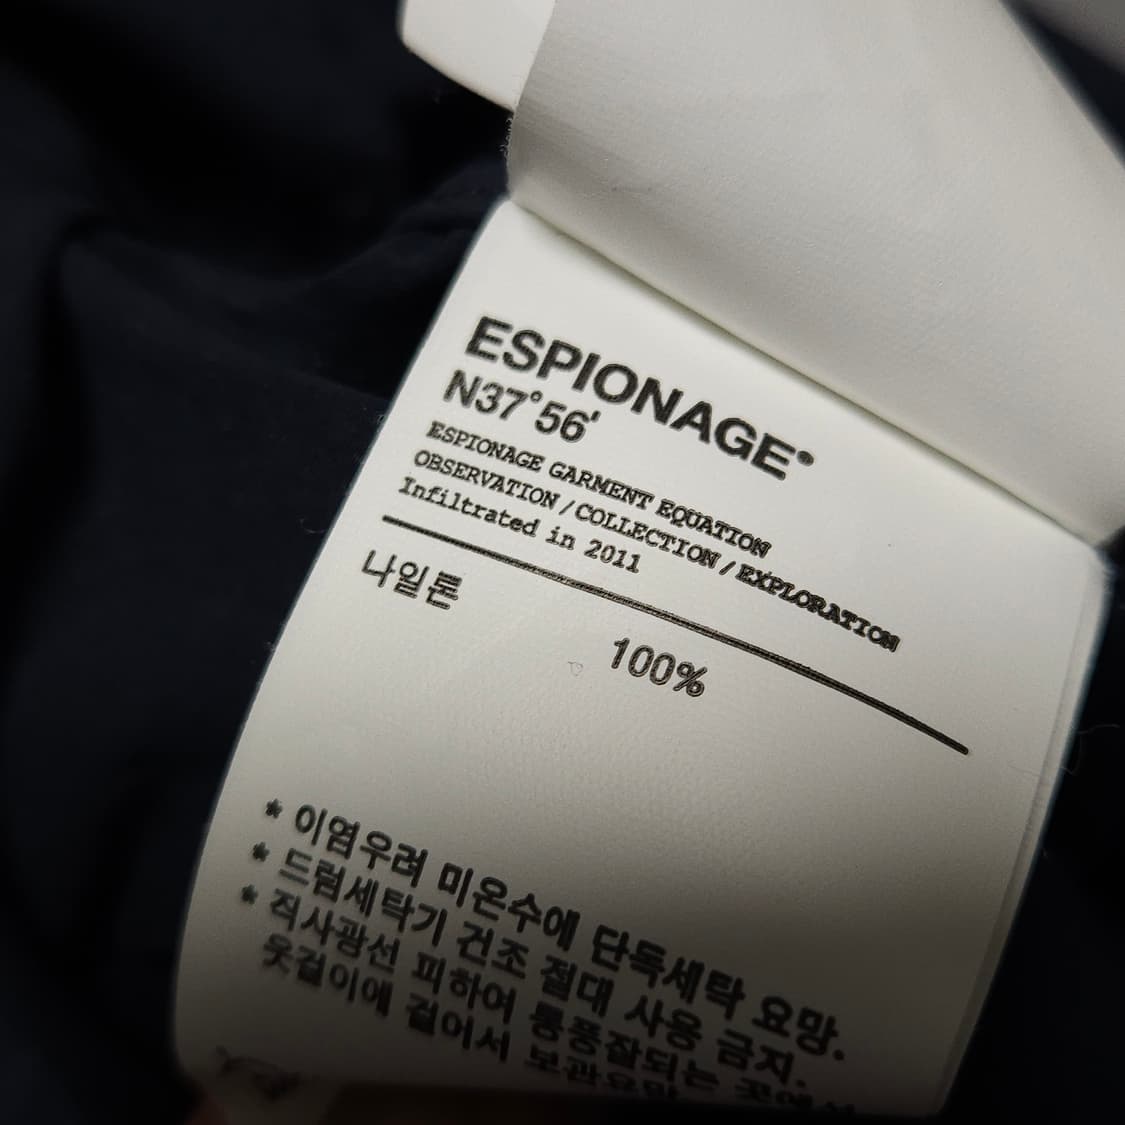 ESPIONAGE
N37°56'
ESPIONAGE GARMENT EQUATION
OBSERVATION / COLLECTION / EXPLORATION
Infiltrated in 2011
나일론
100%
* 이염우려 미온수에 단독세탁 요망.
* 드럼세탁기 건조 절대 사용 금지.
* 직사광선 피하여 통풍잘되는 곳에서
옷걸이에 걸어서 보관요망.